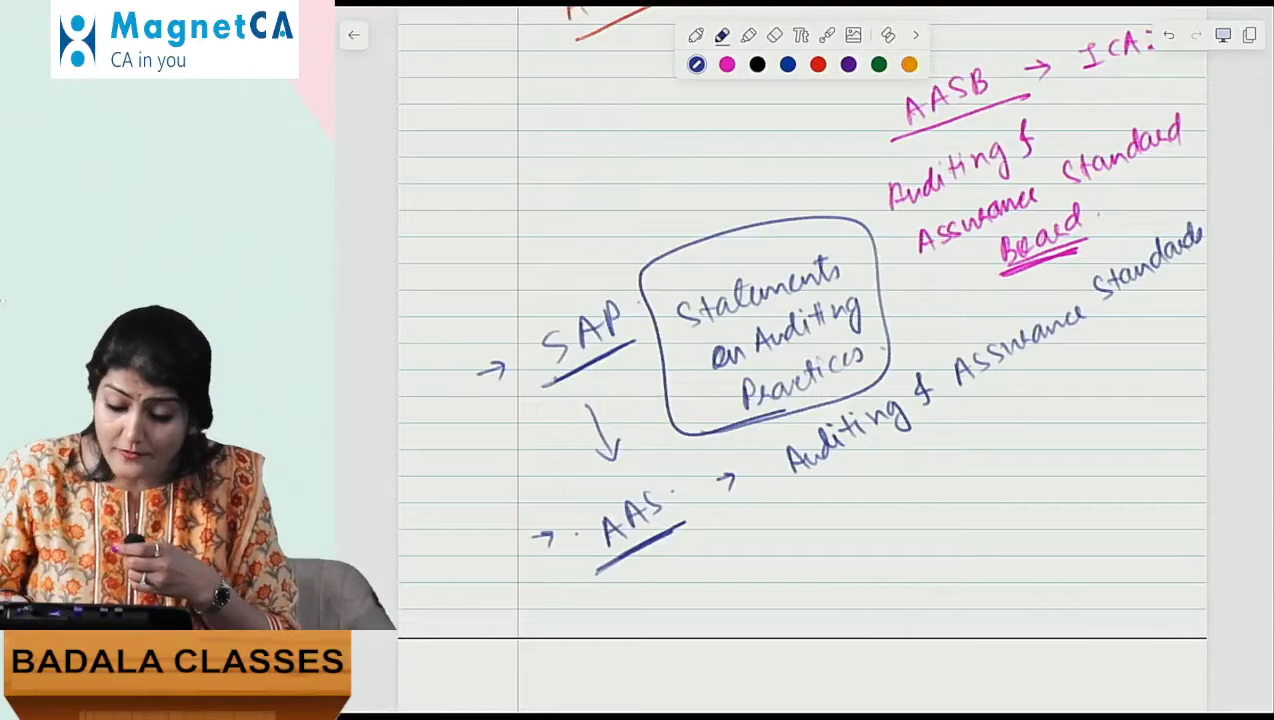 MagnetCA
CA in you
AASB → ICA:
Auditing &
Assurance Standard
Board.
→ SAP.
Statements
on Auditing
Practices
→ AAS. → Auditing & Assurance Standards
BADALA CLASSES